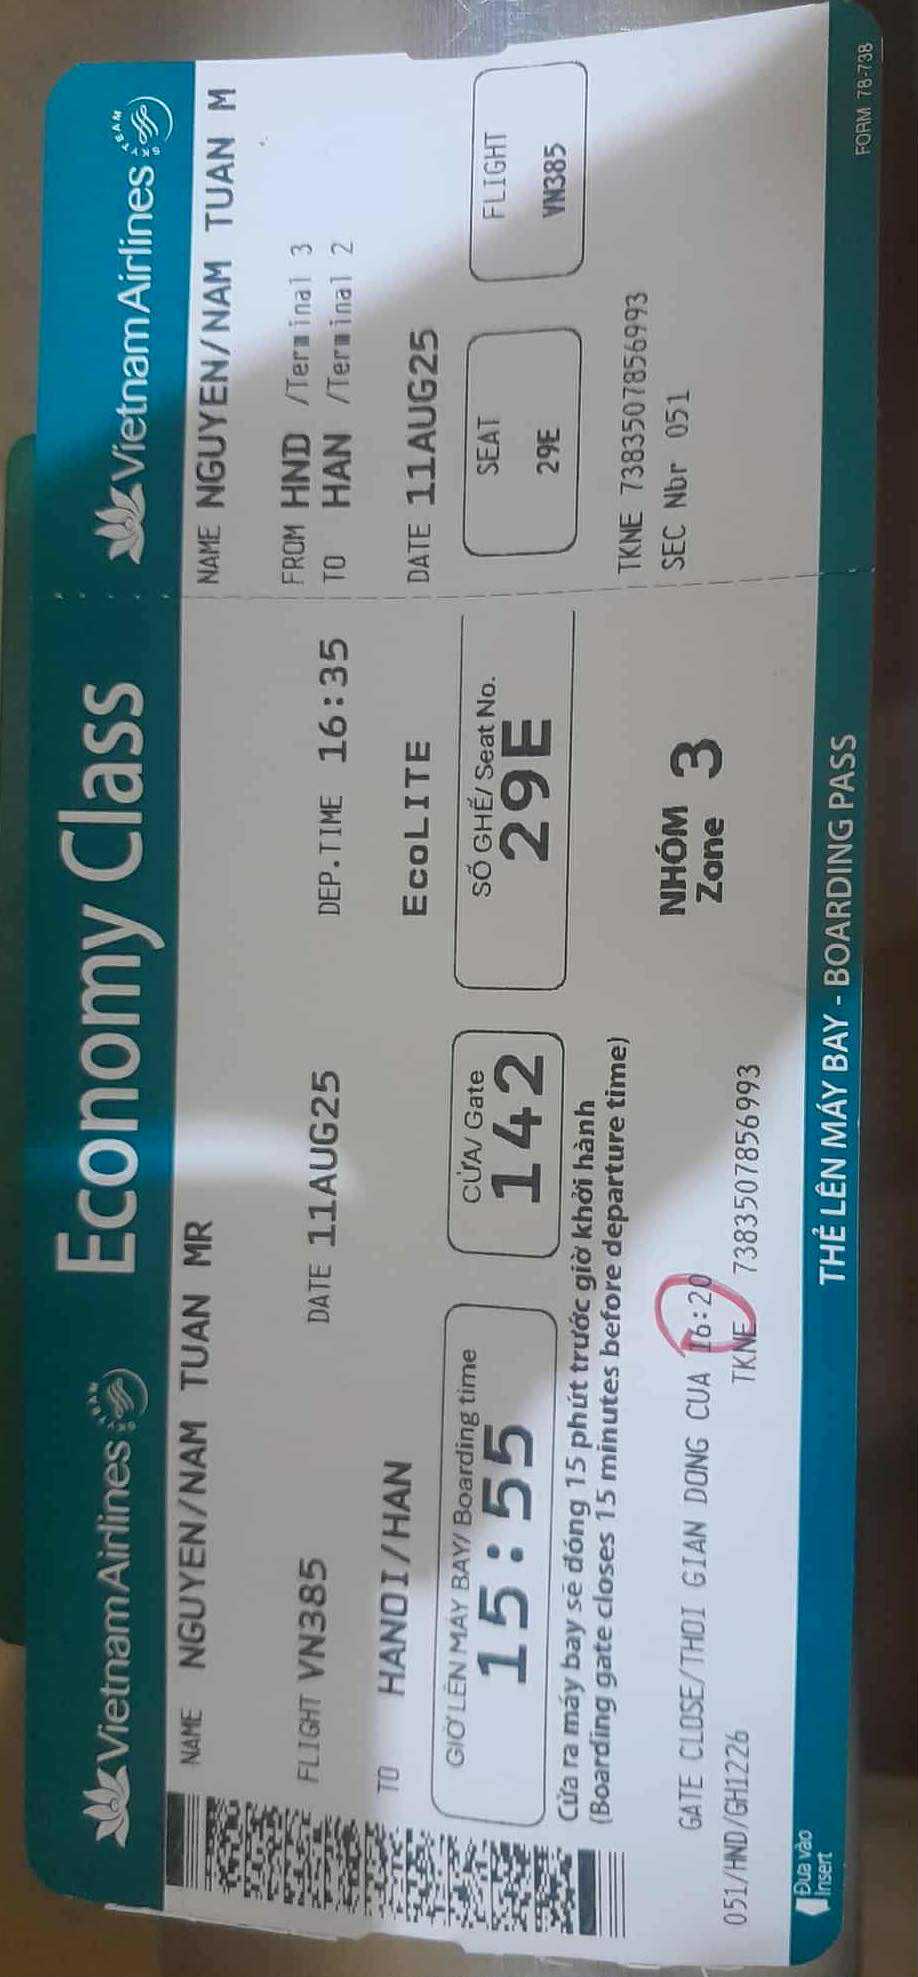 Economy Class
VietnamAirlines
SKYTEAM
NAME NGUYEN/NAM TUAN MR
FLIGHT VN385 DATE 11AUG25 DEP.TIME 16:35
TO HANOI/HAN EcoLITE
GIỜ LÊN MÁY BAY/ Boarding time
15:55
CỬA/ Gate
142
SỐ GHẾ/ Seat No.
29E
Cửa ra máy bay sẽ đóng 15 phút trước giờ khởi hành
(Boarding gate closes 15 minutes before departure time)
NHÓM
Zone 3
GATE CLOSE/THOI GIAN DONG CUA 16:20
051/HND/GH1226 TKNE 7383507856993
Đưa vào
Insert
THẺ LÊN MÁY BAY - BOARDING PASS
VietnamAirlines
SKYTEAM
NAME NGUYEN/NAM TUAN M
FROM HND /Terminal 3
TO HAN /Terminal 2
DATE 11AUG25
SEAT
29E
FLIGHT
VN385
TKNE 7383507856993
SEC Nbr 051
FORM 78-738